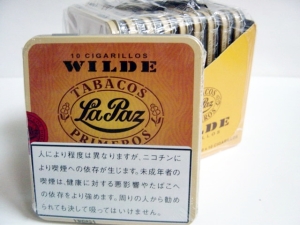 10 CIGARILLOS
WILDE
TABACOS
La Paz
PRIMEROS
人により程度は異なりますが、ニコチンに
より喫煙への依存が生じます。未成年者の
喫煙は、健康に対する悪影響やたばこへ
の依存をより強めます。周りの人から勧め
られても決して吸ってはいけません。
La Paz
WILDE